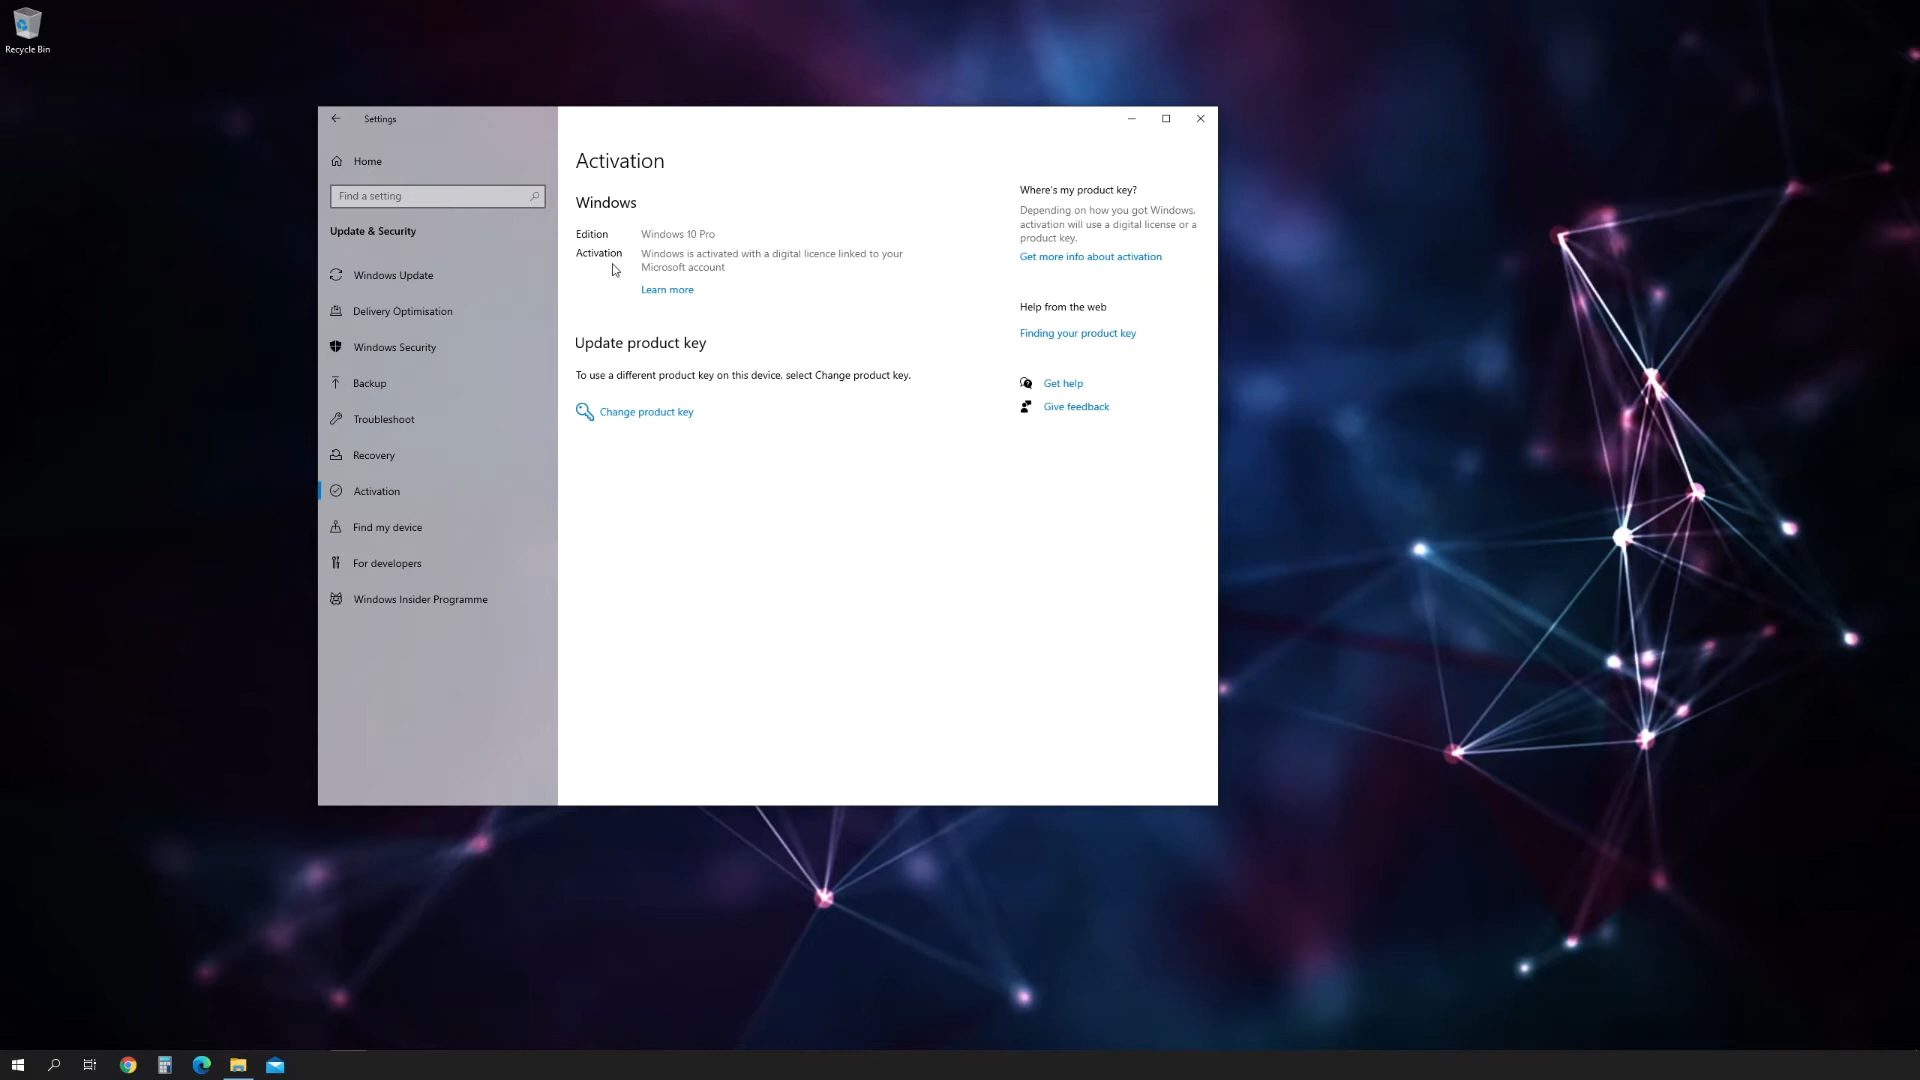 Recycle Bin
Settings
Home
Find a setting
Update & Security
Windows Update
Delivery Optimisation
Windows Security
Backup
Troubleshoot
Recovery
Activation
Find my device
For developers
Windows Insider Programme
Activation
Windows
Edition Windows 10 Pro
Activation Windows is activated with a digital licence linked to your
Microsoft account
Learn more
Update product key
To use a different product key on this device, select Change product key.
Change product key
Where's my product key?
Depending on how you got Windows,
activation will use a digital license or a
product key.
Get more info about activation
Help from the web
Finding your product key
Get help
Give feedback